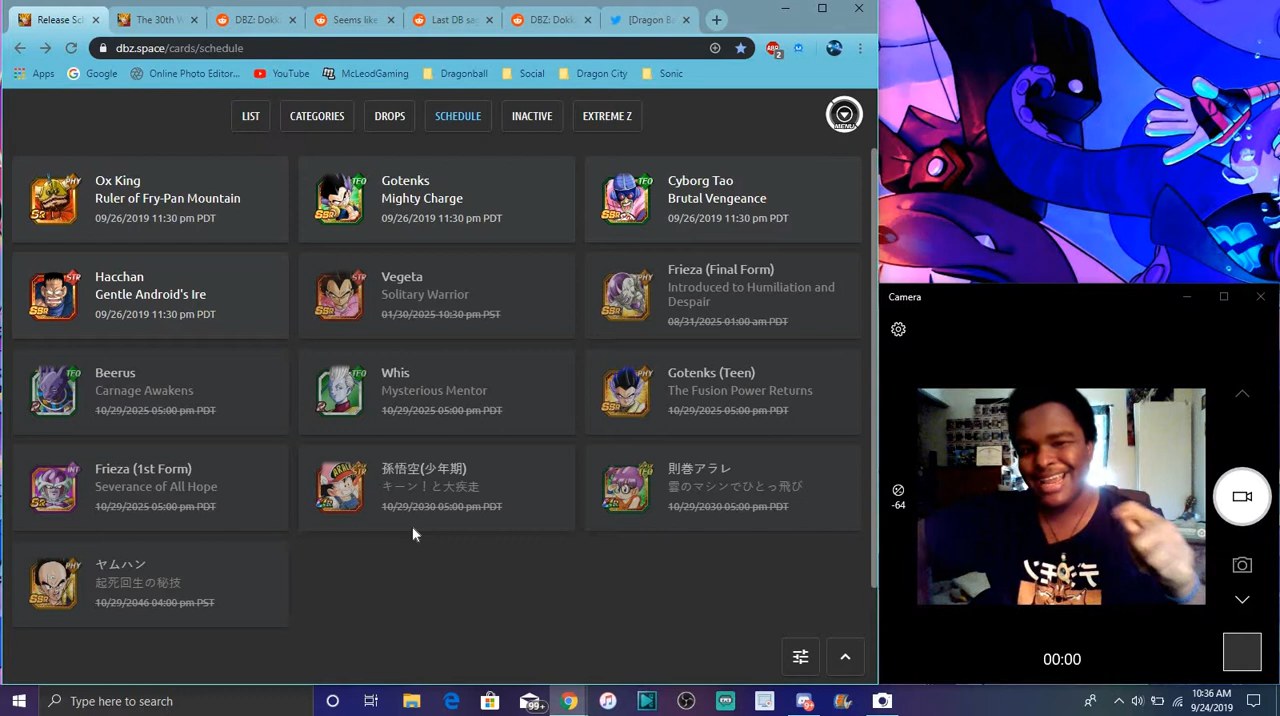 Release Sch
The 30th W
DBZ: Dokk
Seems like
Last DB sag
DBZ: Dokk
[Dragon Ba
dbz.space/cards/schedule
Apps
Google
Online Photo Editor...
YouTube
McLeodGaming
Dragonball
Social
Dragon City
Sonic
LIST
CATEGORIES
DROPS
SCHEDULE
INACTIVE
EXTREME Z
MENU
Ox King
Ruler of Fry-Pan Mountain
09/26/2019 11:30 pm PDT
Gotenks
Mighty Charge
09/26/2019 11:30 pm PDT
Cyborg Tao
Brutal Vengeance
09/26/2019 11:30 pm PDT
Hacchan
Gentle Android's Ire
09/26/2019 11:30 pm PDT
Vegeta
Solitary Warrior
01/30/2025 10:30 pm PST
Frieza (Final Form)
Introduced to Humiliation and
Despair
08/31/2025 01:00 am PDT
Beerus
Carnage Awakens
10/29/2025 05:00 pm PDT
Whis
Mysterious Mentor
10/29/2025 05:00 pm PDT
Gotenks (Teen)
The Fusion Power Returns
10/29/2025 05:00 pm PDT
Frieza (1st Form)
Severance of All Hope
10/29/2025 05:00 pm PDT
孫悟空(少年期)
キーン！と大疾走
10/29/2030 05:00 pm PDT
則巻アラレ
雲のマシンでひとっ飛び
10/29/2030 05:00 pm PDT
ヤムハン
起死回生の秘技
10/29/2046 04:00 pm PST
Camera
-64
00:00
Type here to search
99+
10:36 AM
9/24/2019